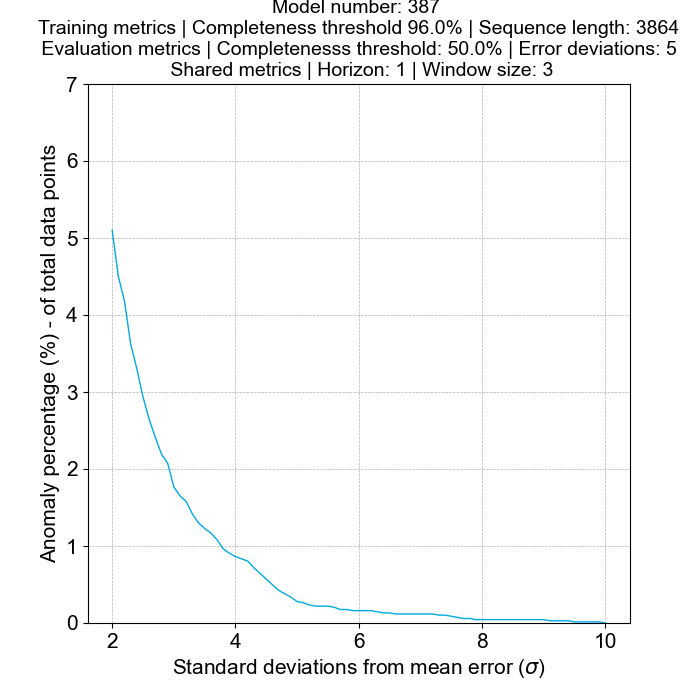 Model number: 387
Training metrics | Completeness threshold 96.0% | Sequence length: 3864
Evaluation metrics | Completenesss threshold: 50.0% | Error deviations: 5
Shared metrics | Horizon: 1 | Window size: 3
7
6
5
4
3
2
1
0
Anomaly percentage (%) - of total data points
2 4 6 8 10
Standard deviations from mean error (σ)